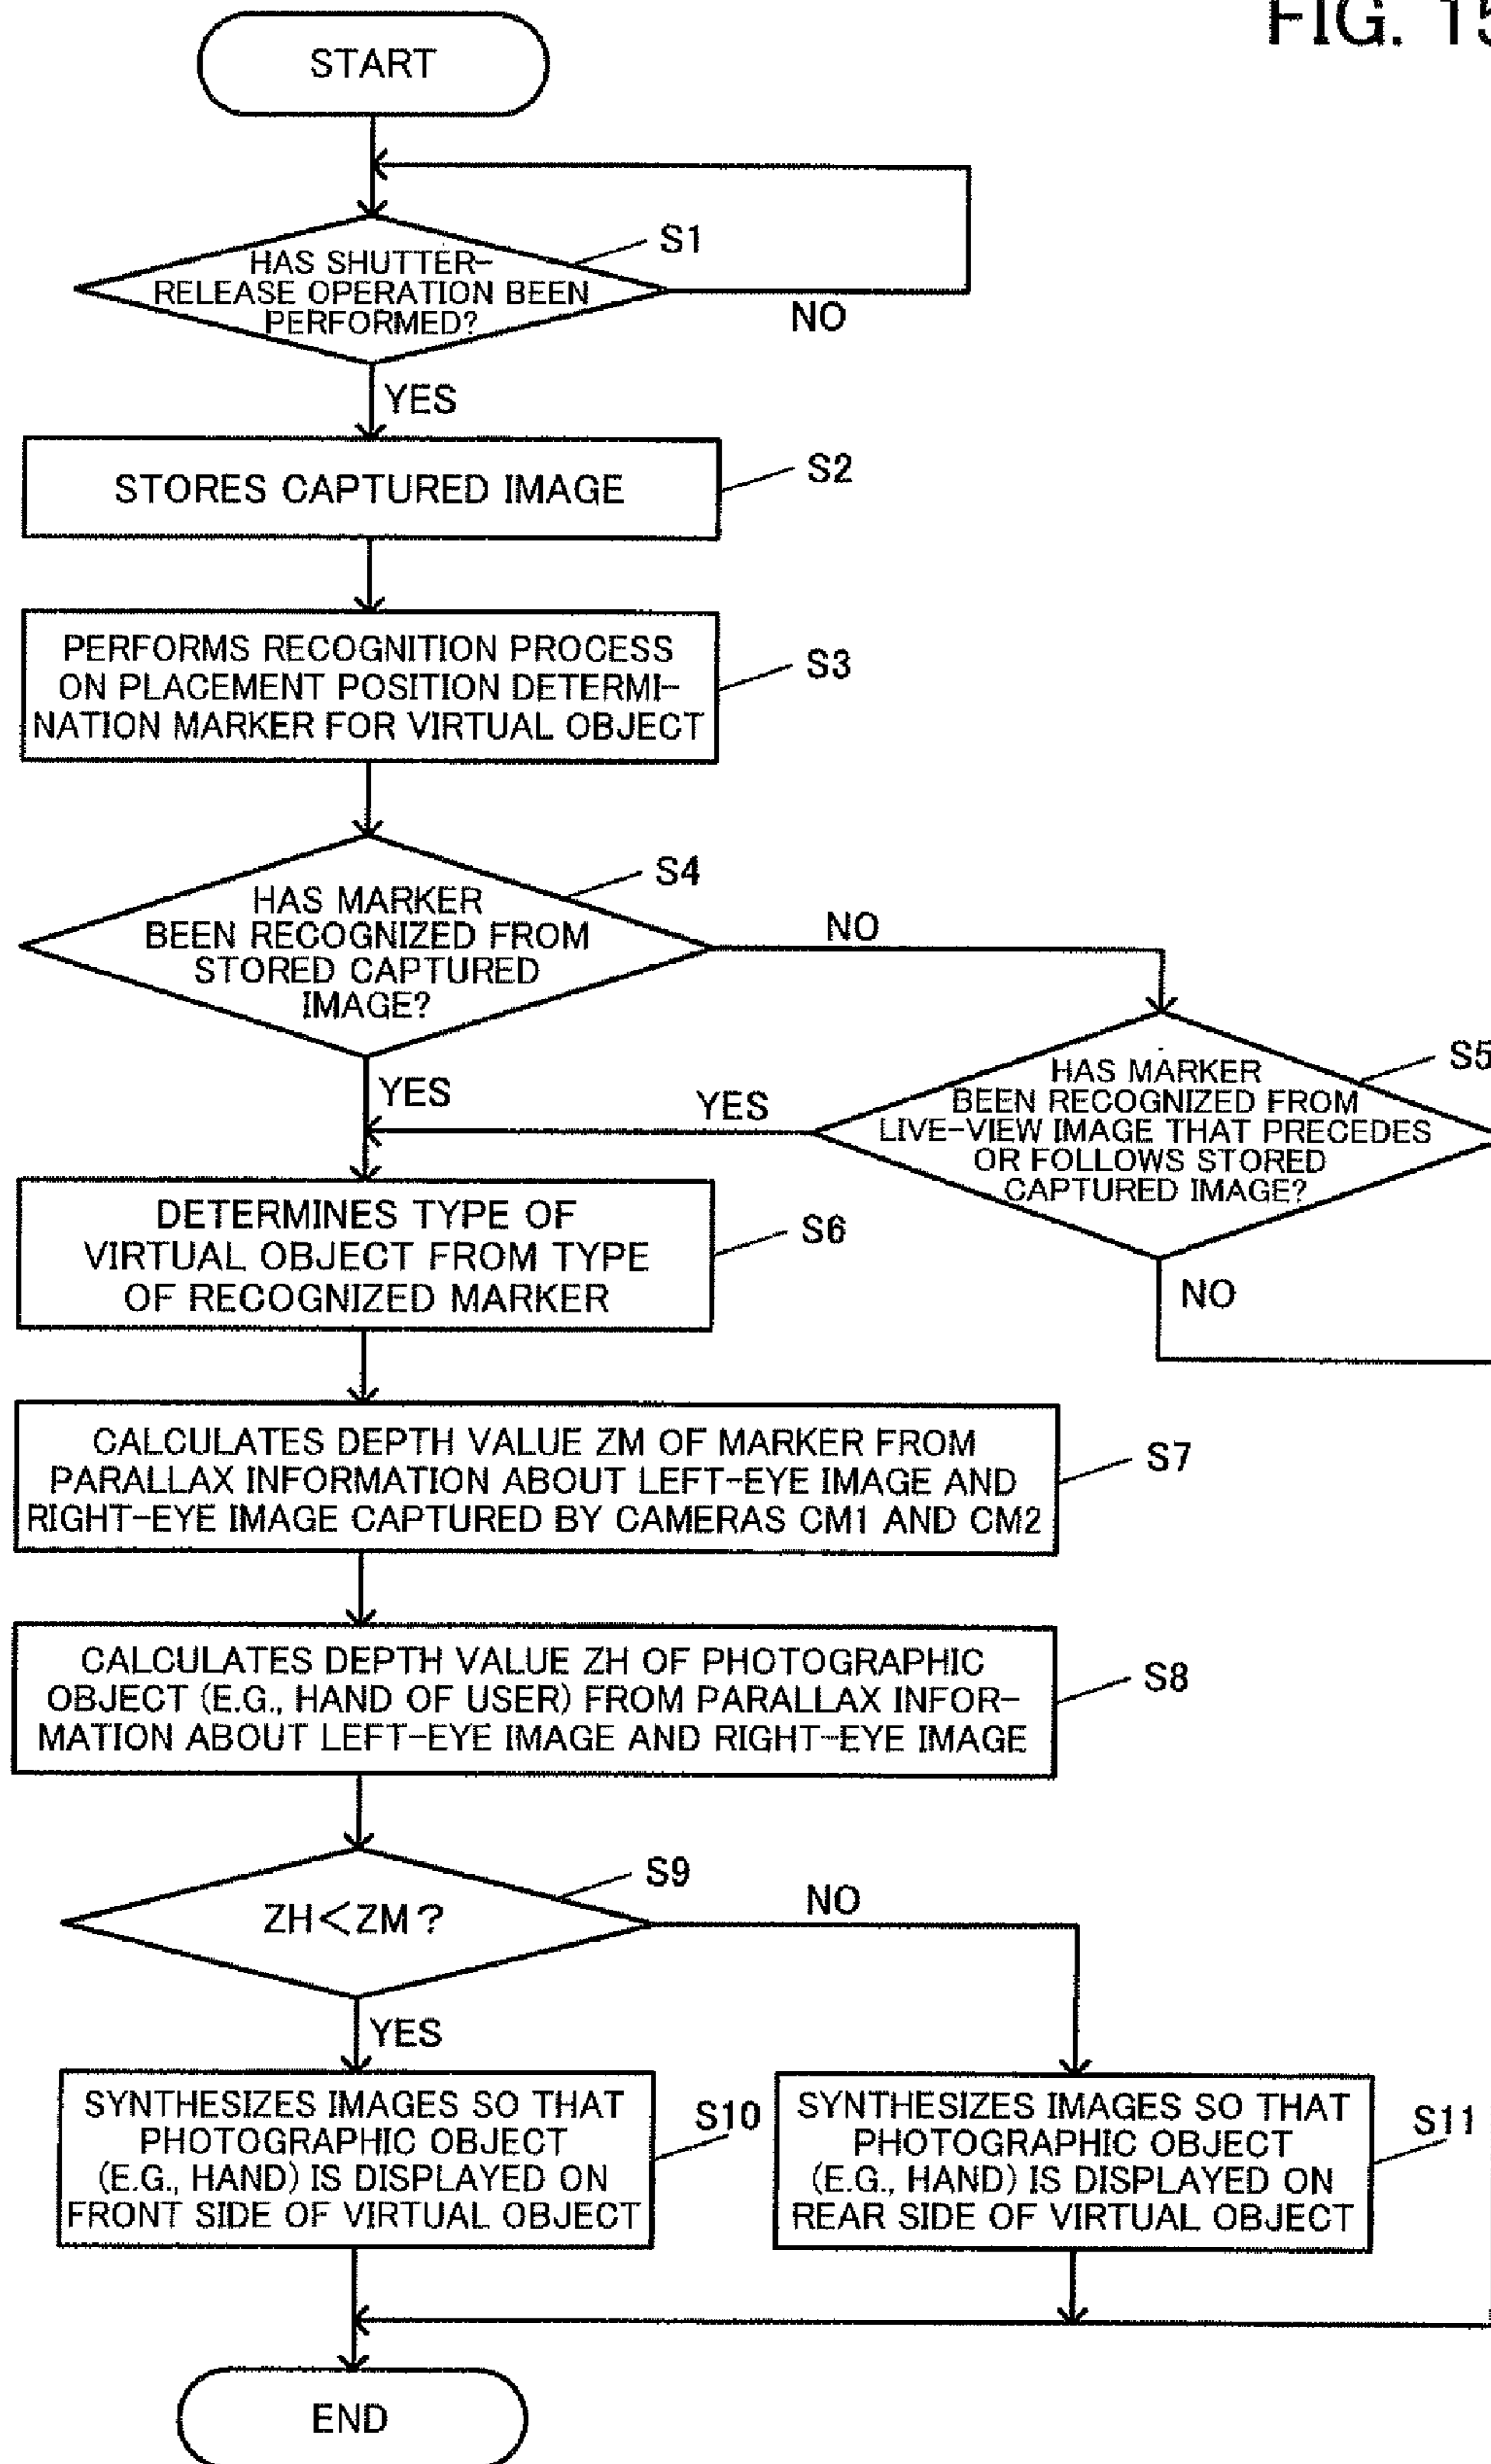 FIG. 15
START
HAS SHUTTER-
RELEASE OPERATION BEEN
PERFORMED?
S1
NO
YES
STORES CAPTURED IMAGE
S2
PERFORMS RECOGNITION PROCESS
ON PLACEMENT POSITION DETERMI-
NATION MARKER FOR VIRTUAL OBJECT
S3
HAS MARKER
BEEN RECOGNIZED FROM
STORED CAPTURED
IMAGE?
S4
NO
YES
HAS MARKER
BEEN RECOGNIZED FROM
LIVE-VIEW IMAGE THAT PRECEDES
OR FOLLOWS STORED
CAPTURED IMAGE?
S5
YES
NO
DETERMINES TYPE OF
VIRTUAL OBJECT FROM TYPE
OF RECOGNIZED MARKER
S6
CALCULATES DEPTH VALUE ZM OF MARKER FROM
PARALLAX INFORMATION ABOUT LEFT-EYE IMAGE AND
RIGHT-EYE IMAGE CAPTURED BY CAMERAS CM1 AND CM2
S7
CALCULATES DEPTH VALUE ZH OF PHOTOGRAPHIC
OBJECT (E.G., HAND OF USER) FROM PARALLAX INFOR-
MATION ABOUT LEFT-EYE IMAGE AND RIGHT-EYE IMAGE
S8
ZH<ZM?
S9
NO
YES
SYNTHESIZES IMAGES SO THAT
PHOTOGRAPHIC OBJECT
(E.G., HAND) IS DISPLAYED ON
FRONT SIDE OF VIRTUAL OBJECT
S10
SYNTHESIZES IMAGES SO THAT
PHOTOGRAPHIC OBJECT
(E.G., HAND) IS DISPLAYED ON
REAR SIDE OF VIRTUAL OBJECT
S11
END